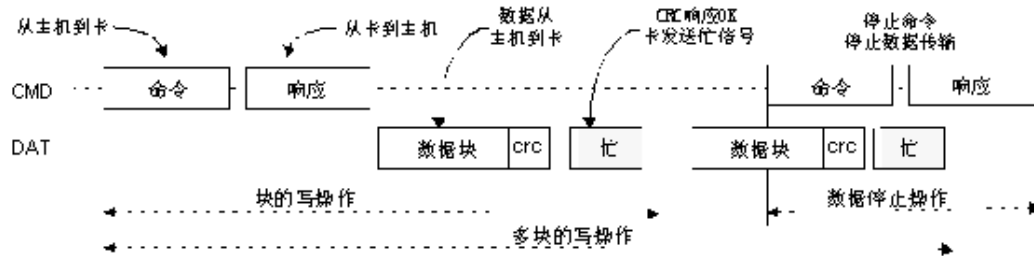 从主机到卡
从卡到主机
数据从
主机到卡
CRC响应OK
卡发送忙信号
停止命令
停止数据传输
CMD
命令
响应
命令
响应
DAT
数据块
crc
忙
数据块
crc
忙
块的写操作
数据停止操作
多块的写操作